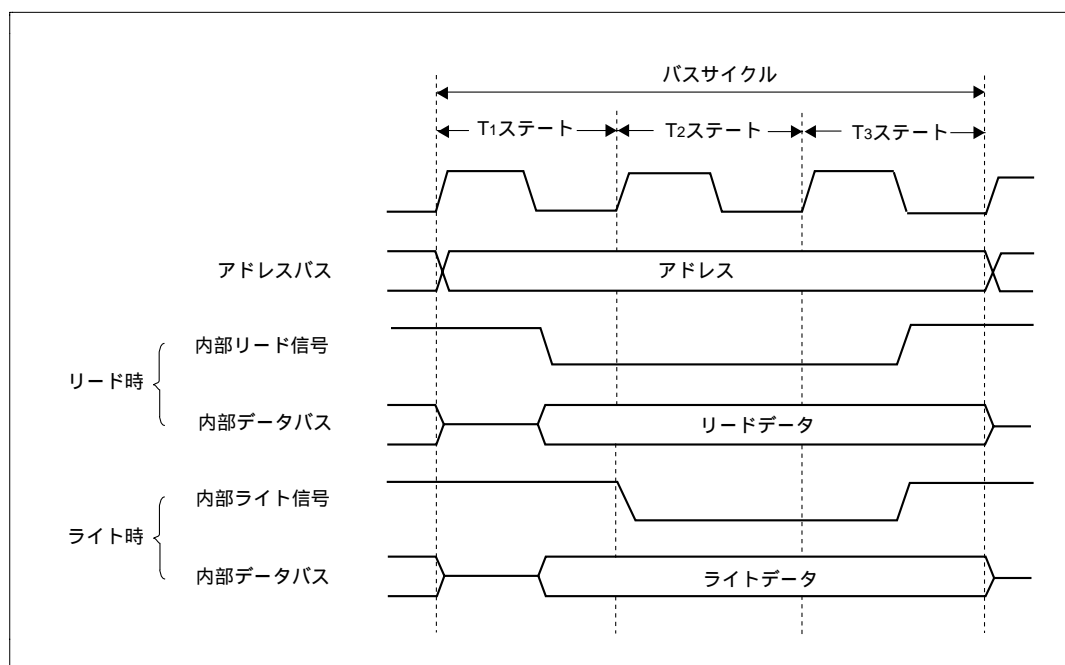 バスサイクル
T1ステート
T2ステート
T3ステート
アドレスバス
アドレス
リード時
内部リード信号
内部データバス
リードデータ
ライト時
内部ライト信号
内部データバス
ライトデータ